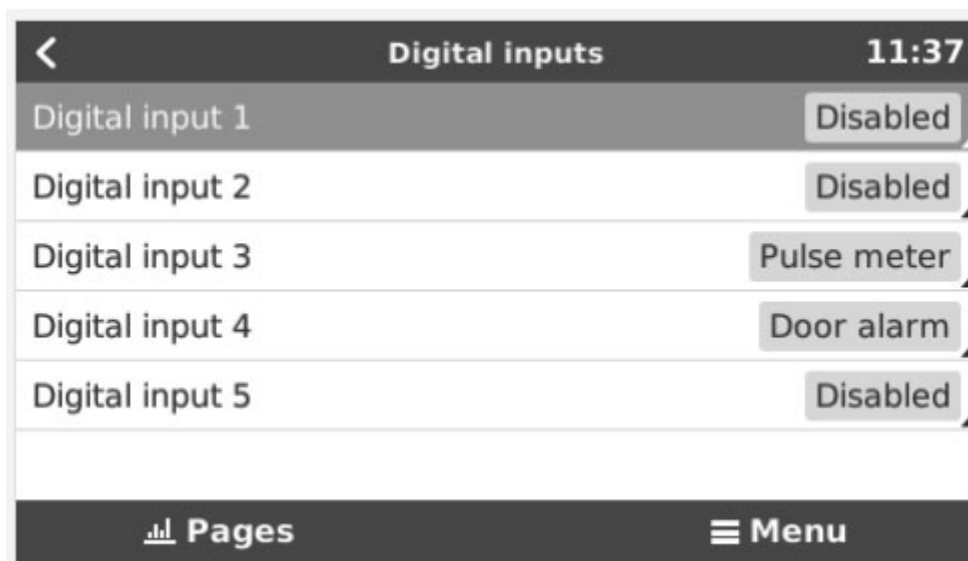 Digital inputs 11:37
Digital input 1 Disabled
Digital input 2 Disabled
Digital input 3 Pulse meter
Digital input 4 Door alarm
Digital input 5 Disabled
Pages Menu